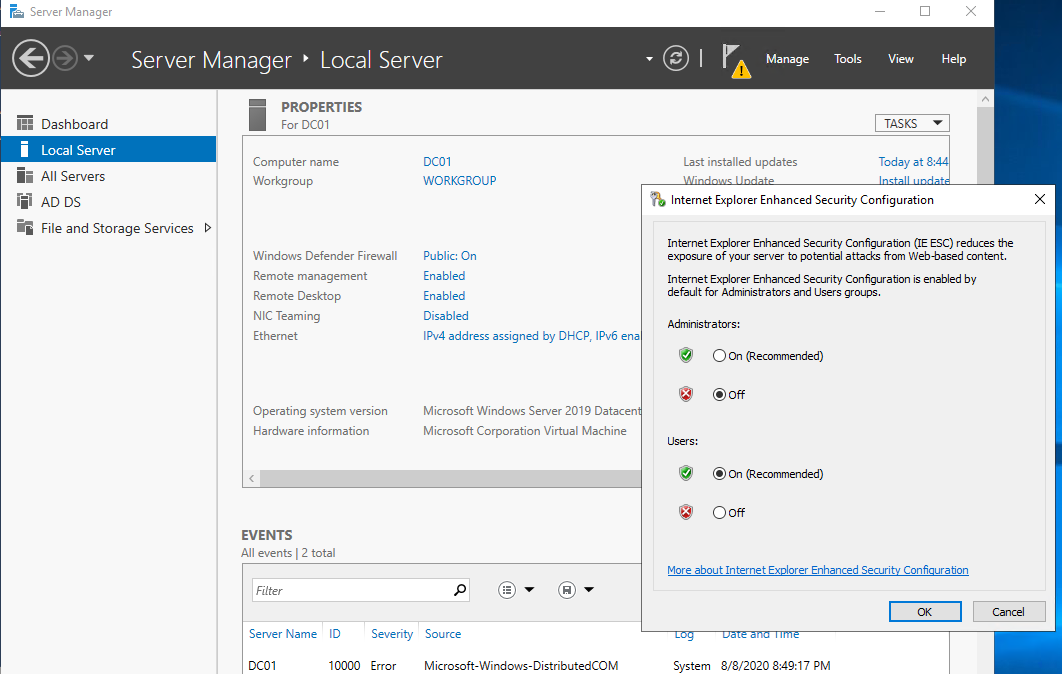 Server Manager
Server Manager Local Server
Manage Tools View Help
Dashboard
Local Server
All Servers
AD DS
File and Storage Services
PROPERTIES
For DC01
TASKS
Computer name DC01 Last installed updates Today at 8:44
Workgroup WORKGROUP Windows Update Install update
Windows Defender Firewall Public: On
Remote management Enabled
Remote Desktop Enabled
NIC Teaming Disabled
Ethernet IPv4 address assigned by DHCP, IPv6 ena
Operating system version Microsoft Windows Server 2019 Datacent
Hardware information Microsoft Corporation Virtual Machine
EVENTS
All events | 2 total
Filter
Server Name ID Severity Source Log Date and Time
DC01 10000 Error Microsoft-Windows-DistributedCOM System 8/8/2020 8:49:17 PM
Internet Explorer Enhanced Security Configuration
Internet Explorer Enhanced Security Configuration (IE ESC) reduces the
exposure of your server to potential attacks from Web-based content.
Internet Explorer Enhanced Security Configuration is enabled by
default for Administrators and Users groups.
Administrators:
On (Recommended)
Off
Users:
On (Recommended)
Off
More about Internet Explorer Enhanced Security Configuration
OK Cancel